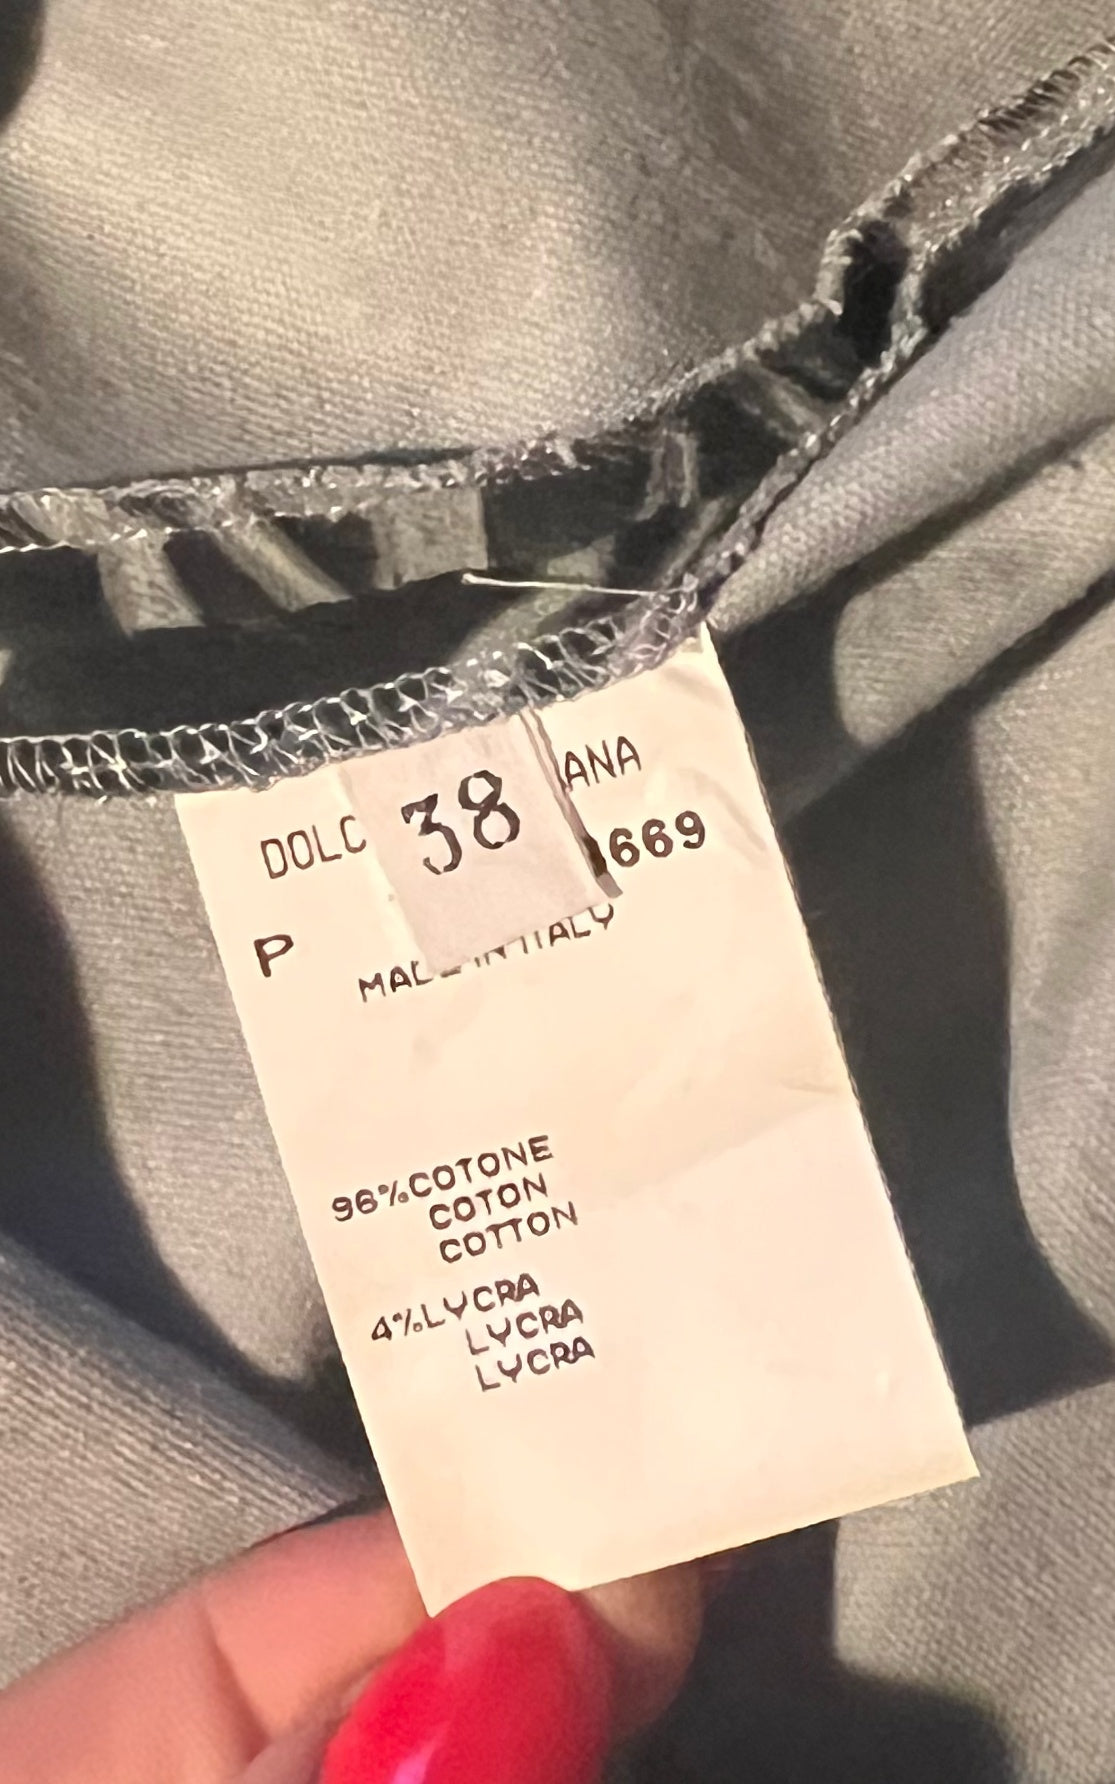 DOLC
ANA
38
669
P
MADE IN ITALY
96%COTONE
COTON
COTTON
4%LYCRA
LYCRA
LYCRA